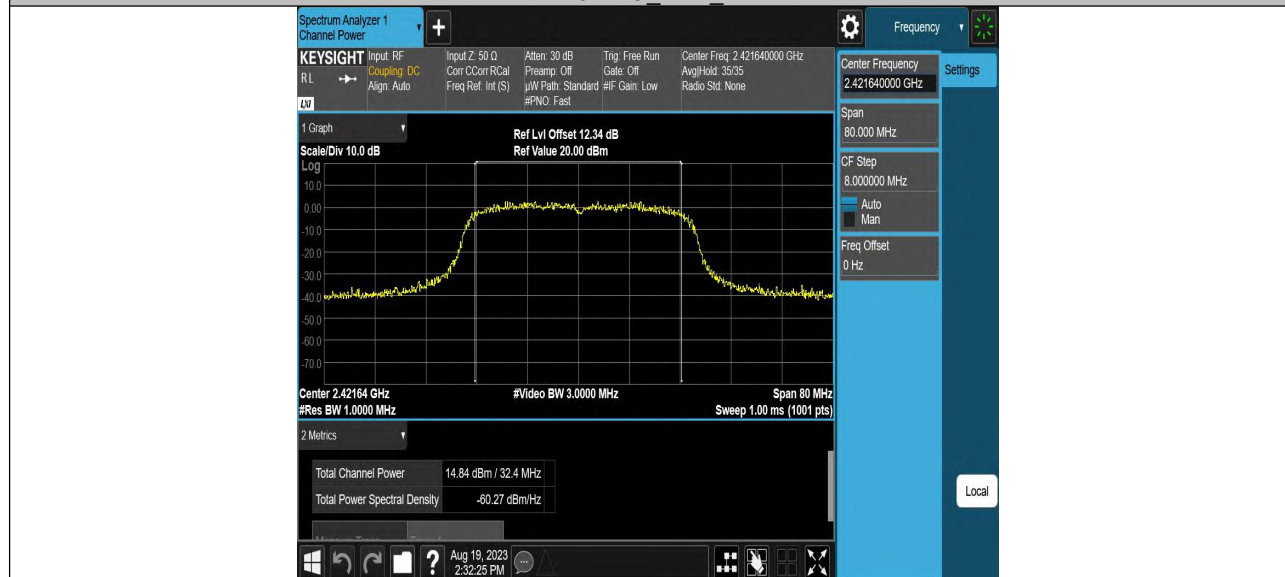 Spectrum Analyzer 1
Channel Power
+
Frequency
KEYSIGHT
RL
LXI
Input: RF
Coupling: DC
Align: Auto
Input Z: 50 Ω
Corr CCorr RCal
Freq Ref: Int (S)
Atten: 30 dB
Preamp: Off
µW Path: Standard
#PNO: Fast
Trig: Free Run
Gate: Off
#IF Gain: Low
Center Freq: 2.421640000 GHz
Avg|Hold: 35/35
Radio Std: None
Center Frequency
2.421640000 GHz
Settings
Span
80.000 MHz
CF Step
8.000000 MHz
Auto
Man
Freq Offset
0 Hz
Local
1 Graph
Scale/Div 10.0 dB
Ref Lvl Offset 12.34 dB
Ref Value 20.00 dBm
Log
10.0
0.00
-10.0
-20.0
-30.0
-40.0
-50.0
-60.0
-70.0
Center 2.42164 GHz
#Video BW 3.0000 MHz
Span 80 MHz
#Res BW 1.0000 MHz
Sweep 1.00 ms (1001 pts)
2 Metrics
Total Channel Power 14.84 dBm / 32.4 MHz
Total Power Spectral Density -60.27 dBm/Hz
?
Aug 19, 2023
2:32:25 PM